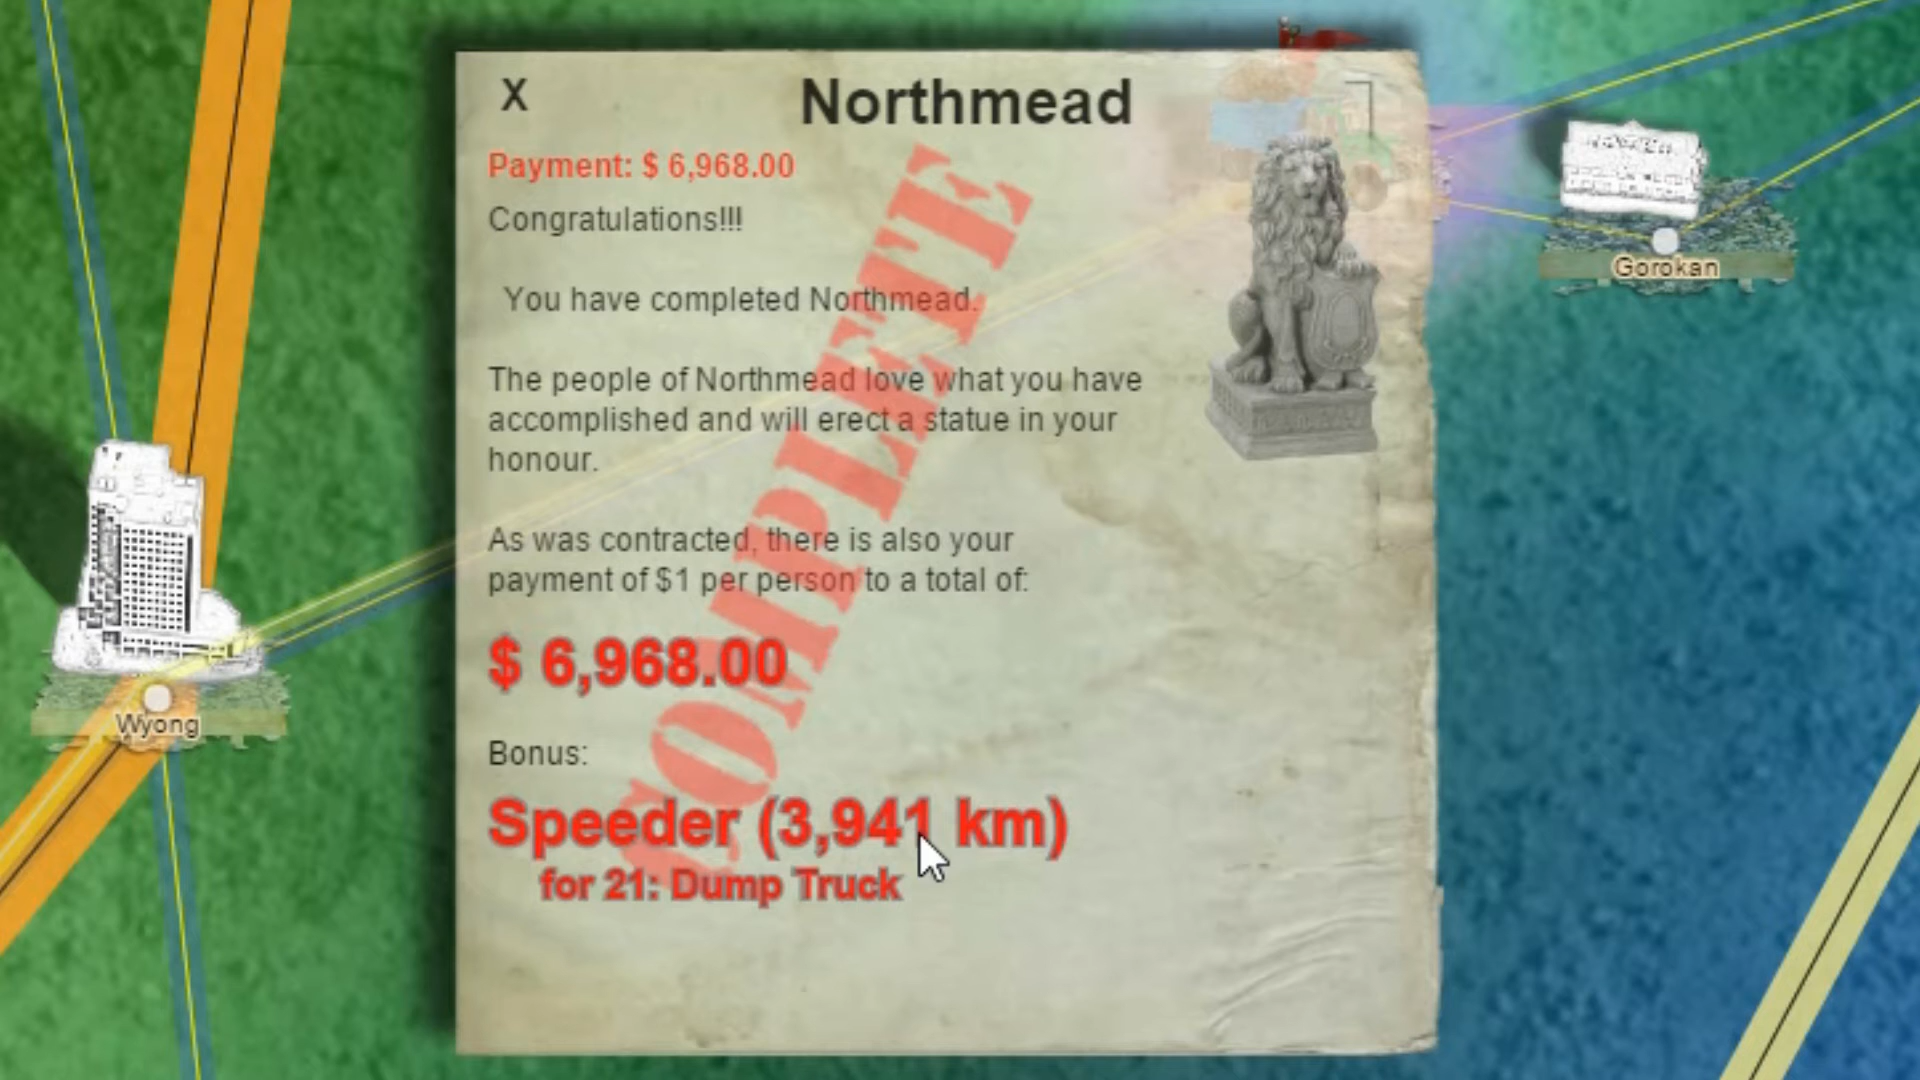 X
Northmead
Payment: $ 6,968.00
Congratulations!!!
You have completed Northmead.
The people of Northmead love what you have
accomplished and will erect a statue in your
honour.
As was contracted, there is also your
payment of $1 per person to a total of:
$ 6,968.00
Bonus:
Speeder (3,941 km)
for 21: Dump Truck
COMPLETE
Gorokan
Wyong